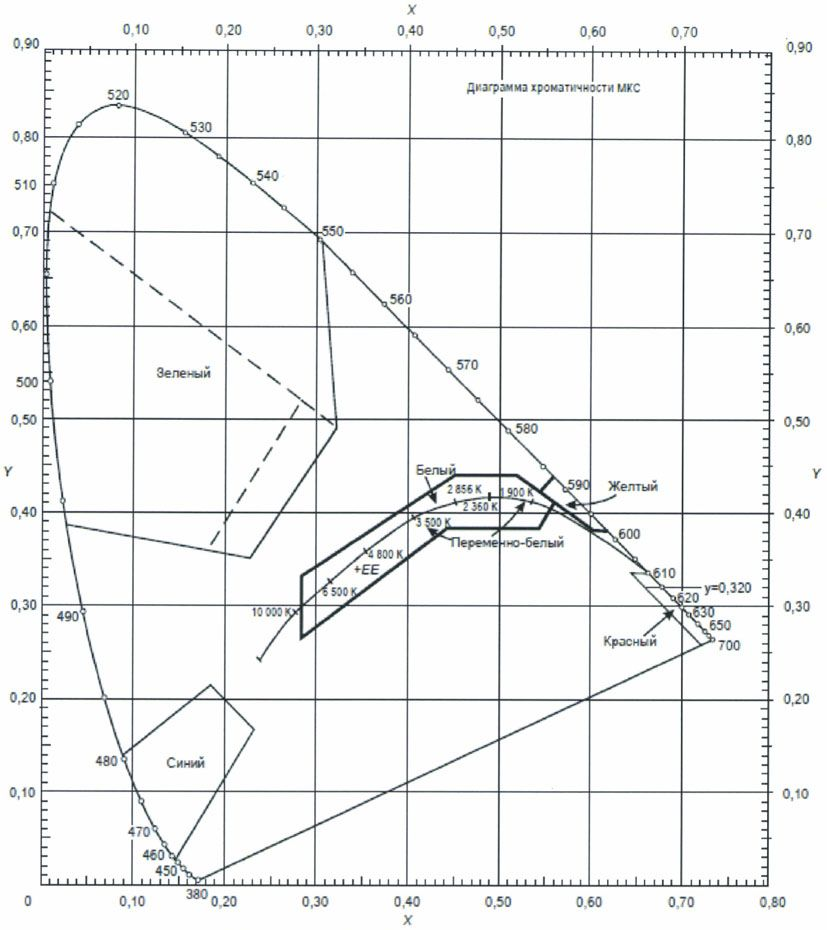 X
0,10 0,20 0,30 0,40 0,50 0,60 0,70
0,90 0,90
Диаграмма хроматичности МКС
520
530
0,80 0,80
540
510
550
0,70 0,70
560
0,60 0,60
570
Зеленый
500
580
0,50 0,50
Y Y
Белый
590 Желтый
2 856 K 1 900 K
2 360 K
0,40 0,40
3 500 K
600
Переменно-белый
4 800 K
+EE
610
6 500 K
y=0,320
620
10 000 K
0,30 0,30
630
490
650
Красный
700
0,20 0,20
480
Синий
0,10 0,10
470
460
450
380
0 0,10 0,20 0,30 0,40 0,50 0,60 0,70 0,80
X